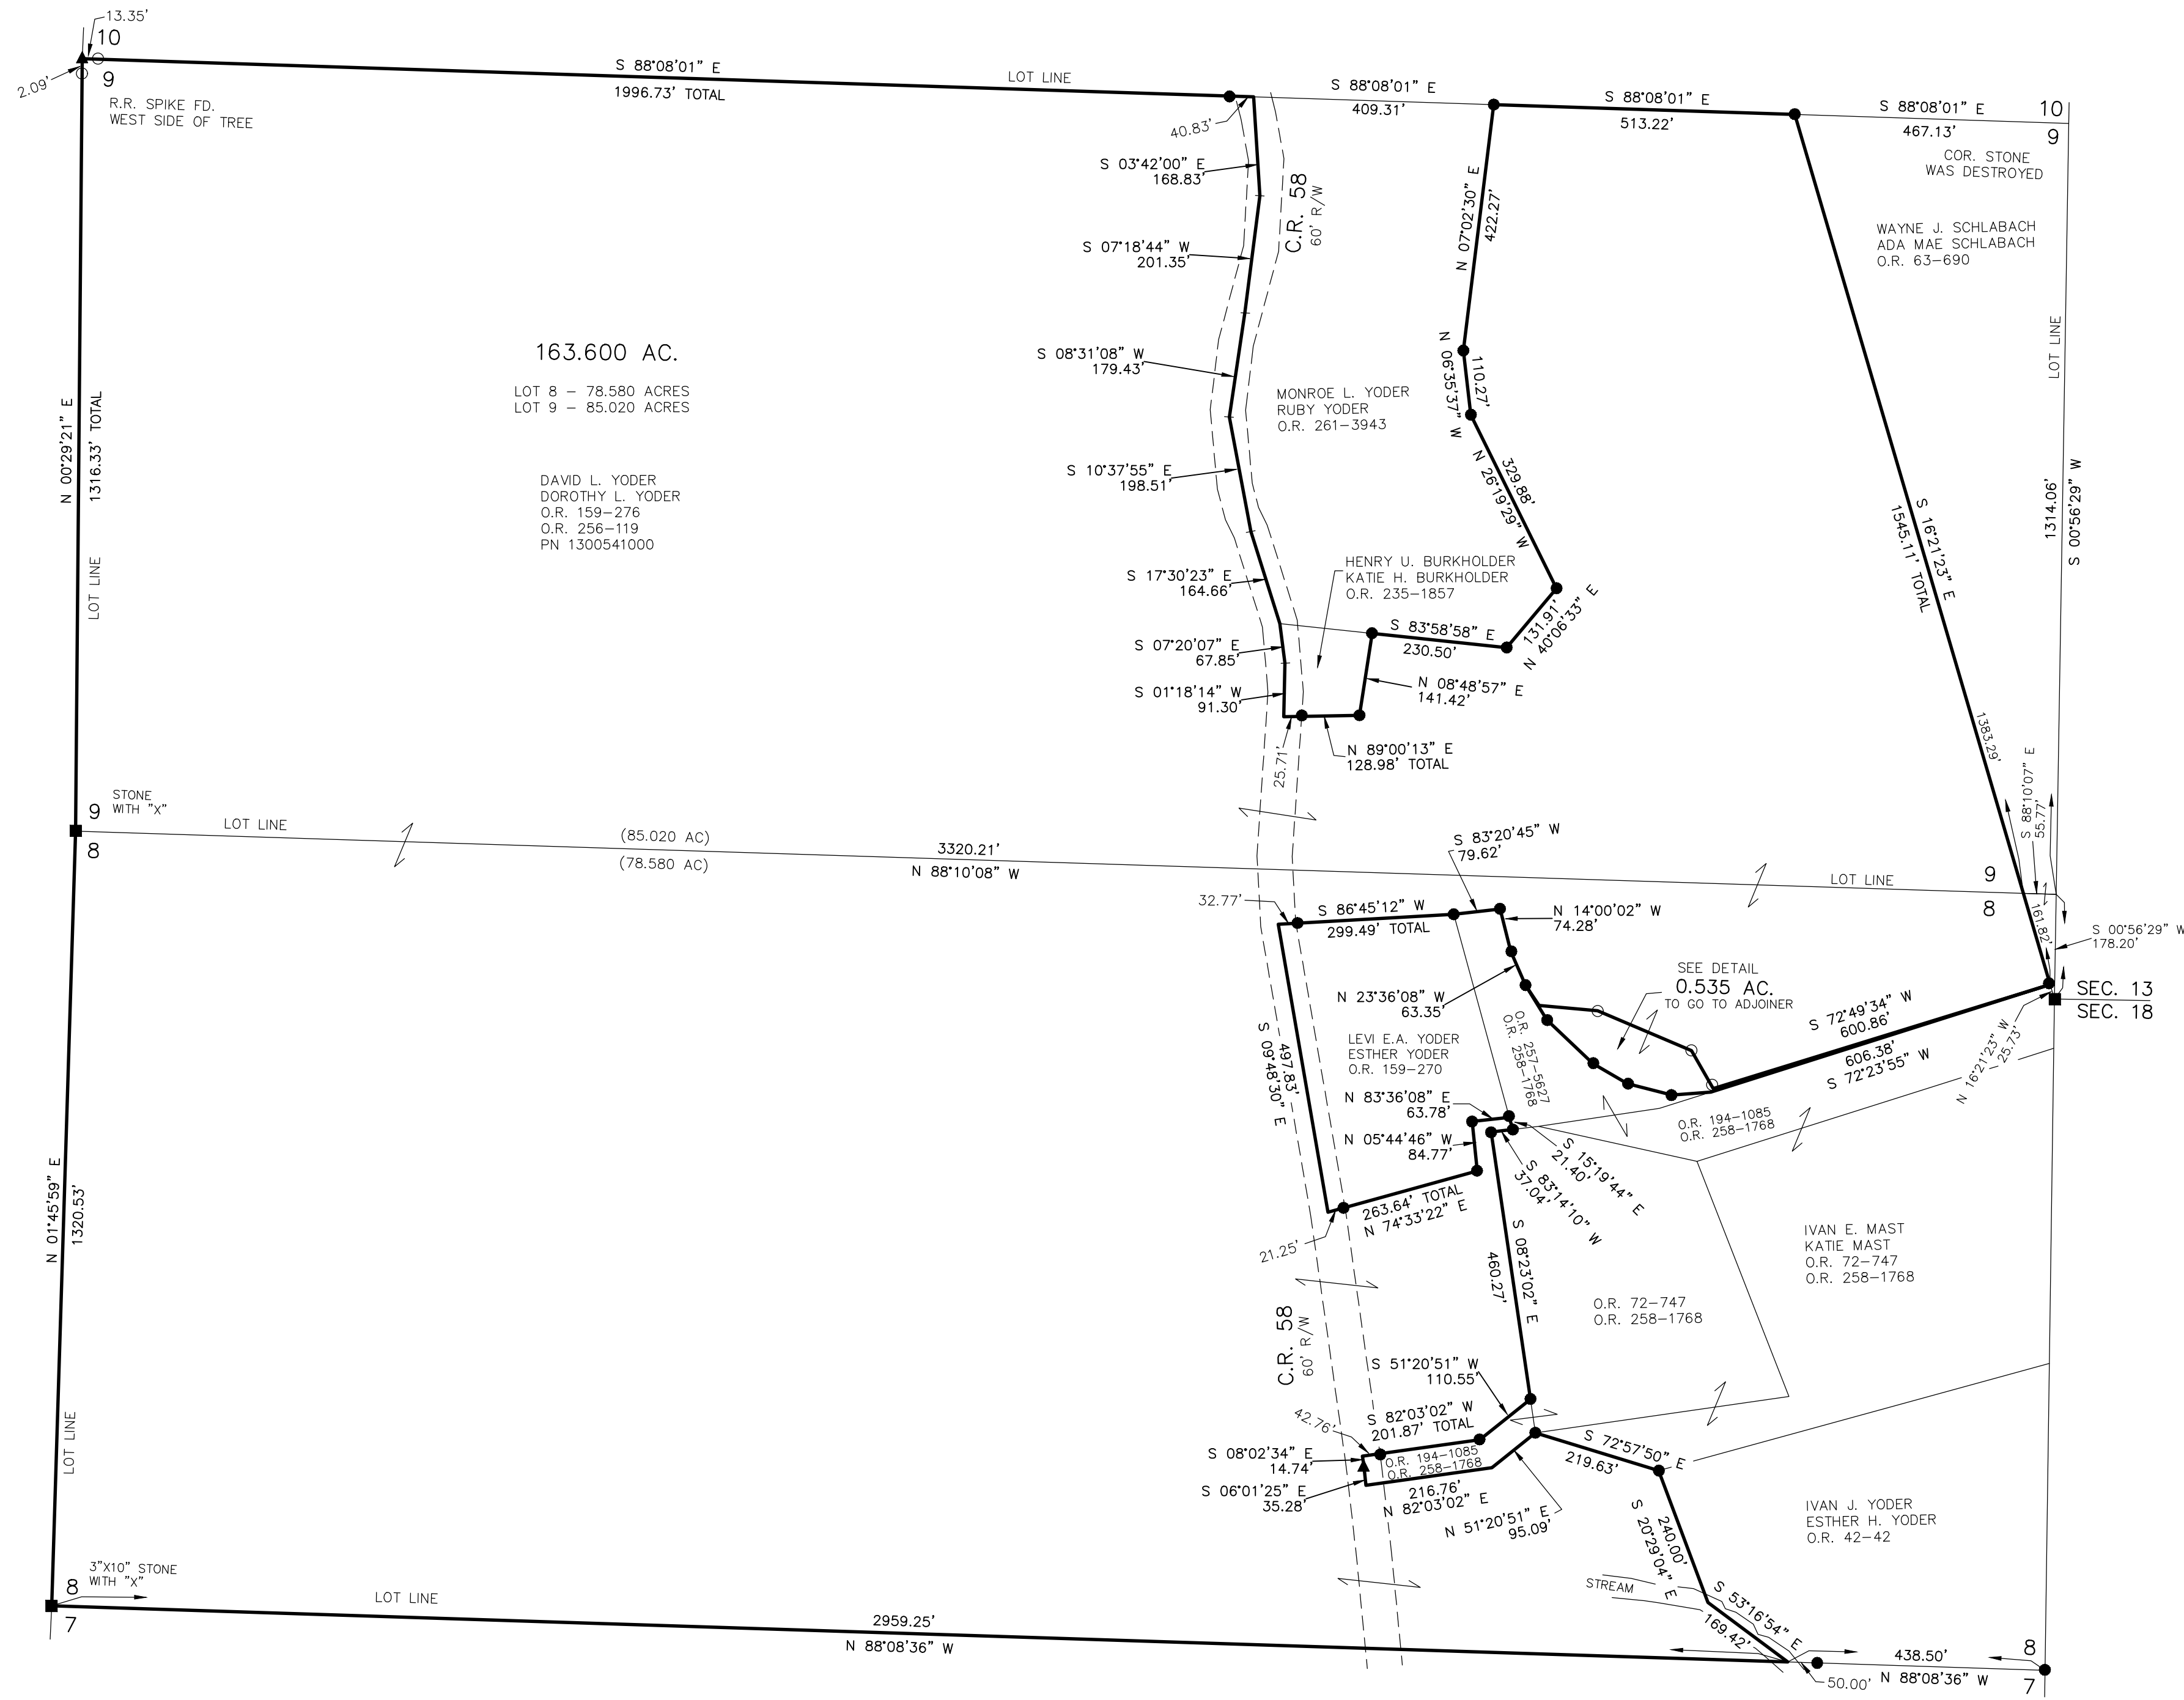 13.35'
10
9
2.09'
R.R. SPIKE FD.
WEST SIDE OF TREE
S 88°08'01" E
1996.73' TOTAL
LOT LINE
40.83'
S 88°08'01" E
409.31'
S 88°08'01" E
513.22'
S 88°08'01" E
467.13'
10
9
COR. STONE
WAS DESTROYED
WAYNE J. SCHLABACH
ADA MAE SCHLABACH
O.R. 63-690
S 03°42'00" E
168.83'
C.R. 58
60' R/W
N 07°02'30" E
422.27'
S 07°18'44" W
201.35'
163.600 AC.
LOT 8 - 78.580 ACRES
LOT 9 - 85.020 ACRES
S 08°31'08" W
179.43'
MONROE L. YODER
RUBY YODER
O.R. 261-3943
N 06°35'37" W
110.27'
LOT LINE
N 00°29'21" E
1316.33' TOTAL
LOT LINE
DAVID L. YODER
DOROTHY L. YODER
O.R. 159-276
O.R. 256-119
PN 1300541000
S 10°37'55" E
198.51'
329.88'
N 26°19'29" W
S 16°21'23" E
1545.11' TOTAL
1314.06'
S 00°56'29" W
HENRY U. BURKHOLDER
KATIE H. BURKHOLDER
O.R. 235-1857
S 17°30'23" E
164.66'
131.91'
N 40°06'33" E
S 83°58'58" E
230.50'
S 07°20'07" E
67.85'
S 01°18'14" W
91.30'
N 08°48'57" E
141.42'
25.71'
N 89°00'13" E
128.98' TOTAL
1383.29'
S 88°10'07" E
55.77'
9
8
STONE
WITH "X"
LOT LINE
(85.020 AC)
(78.580 AC)
3320.21'
N 88°10'08" W
S 83°20'45" W
79.62'
LOT LINE
9
8
32.77'
S 86°45'12" W
299.49' TOTAL
N 14°00'02" W
74.28'
161.82'
S 00°56'29" W
178.20'
SEE DETAIL
0.535 AC.
TO GO TO ADJOINER
SEC. 13
SEC. 18
N 23°36'08" W
63.35'
S 72°49'34" W
600.86'
606.38'
S 72°23'55" W
N 16°21'23" W
25.73'
497.83'
S 09°48'30" E
LEVI E.A. YODER
ESTHER YODER
O.R. 159-270
O.R. 257-5627
O.R. 258-1768
N 83°36'08" E
63.78'
N 05°44'46" W
84.77'
O.R. 194-1085
O.R. 258-1768
S 15°19'44" E
21.40'
S 83°14'10" W
37.04'
263.64' TOTAL
N 74°33'22" E
21.25'
N 01°45'59" E
1320.53'
IVAN E. MAST
KATIE MAST
O.R. 72-747
O.R. 258-1768
S 08°23'02" E
460.27'
O.R. 72-747
O.R. 258-1768
C.R. 58
60' R/W
S 51°20'51" W
110.55'
42.76'
S 82°03'02" W
201.87' TOTAL
S 08°02'34" E
14.74'
O.R. 194-1085
O.R. 258-1768
S 06°01'25" E
35.28'
216.76'
N 82°03'02" E
N 51°20'51" E
95.09'
S 72°57'50" E
219.63'
IVAN J. YODER
ESTHER H. YODER
O.R. 42-42
240.00'
S 20°29'04" E
LOT LINE
3"X10" STONE
WITH "X"
8
7
LOT LINE
STREAM
S 53°16'54" E
169.42'
2959.25'
N 88°08'36" W
438.50'
N 88°08'36" W
50.00'
8
7